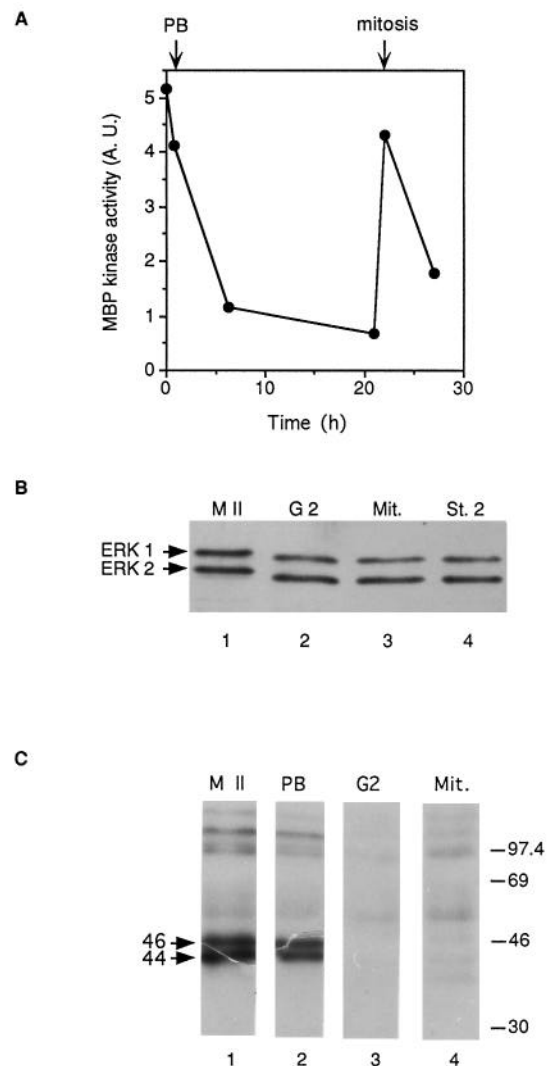 A
PB
mitosis
MBP kinase activity (A. U.)
5
4
3
2
1
0
0
10
20
30
Time (h)
B
M II
G 2
Mit.
St. 2
ERK 1
ERK 2
1
2
3
4
C
M II
PB
G2
Mit.
97.4
69
46
46
44
30
1
2
3
4